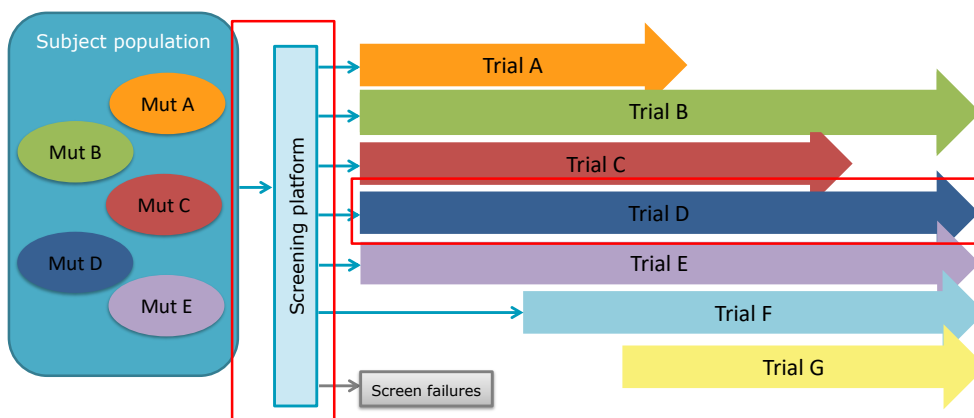 Subject population
Mut A
Mut B
Mut C
Mut D
Mut E
Screening platform
Trial A
Trial B
Trial C
Trial D
Trial E
Trial F
Trial G
Screen failures